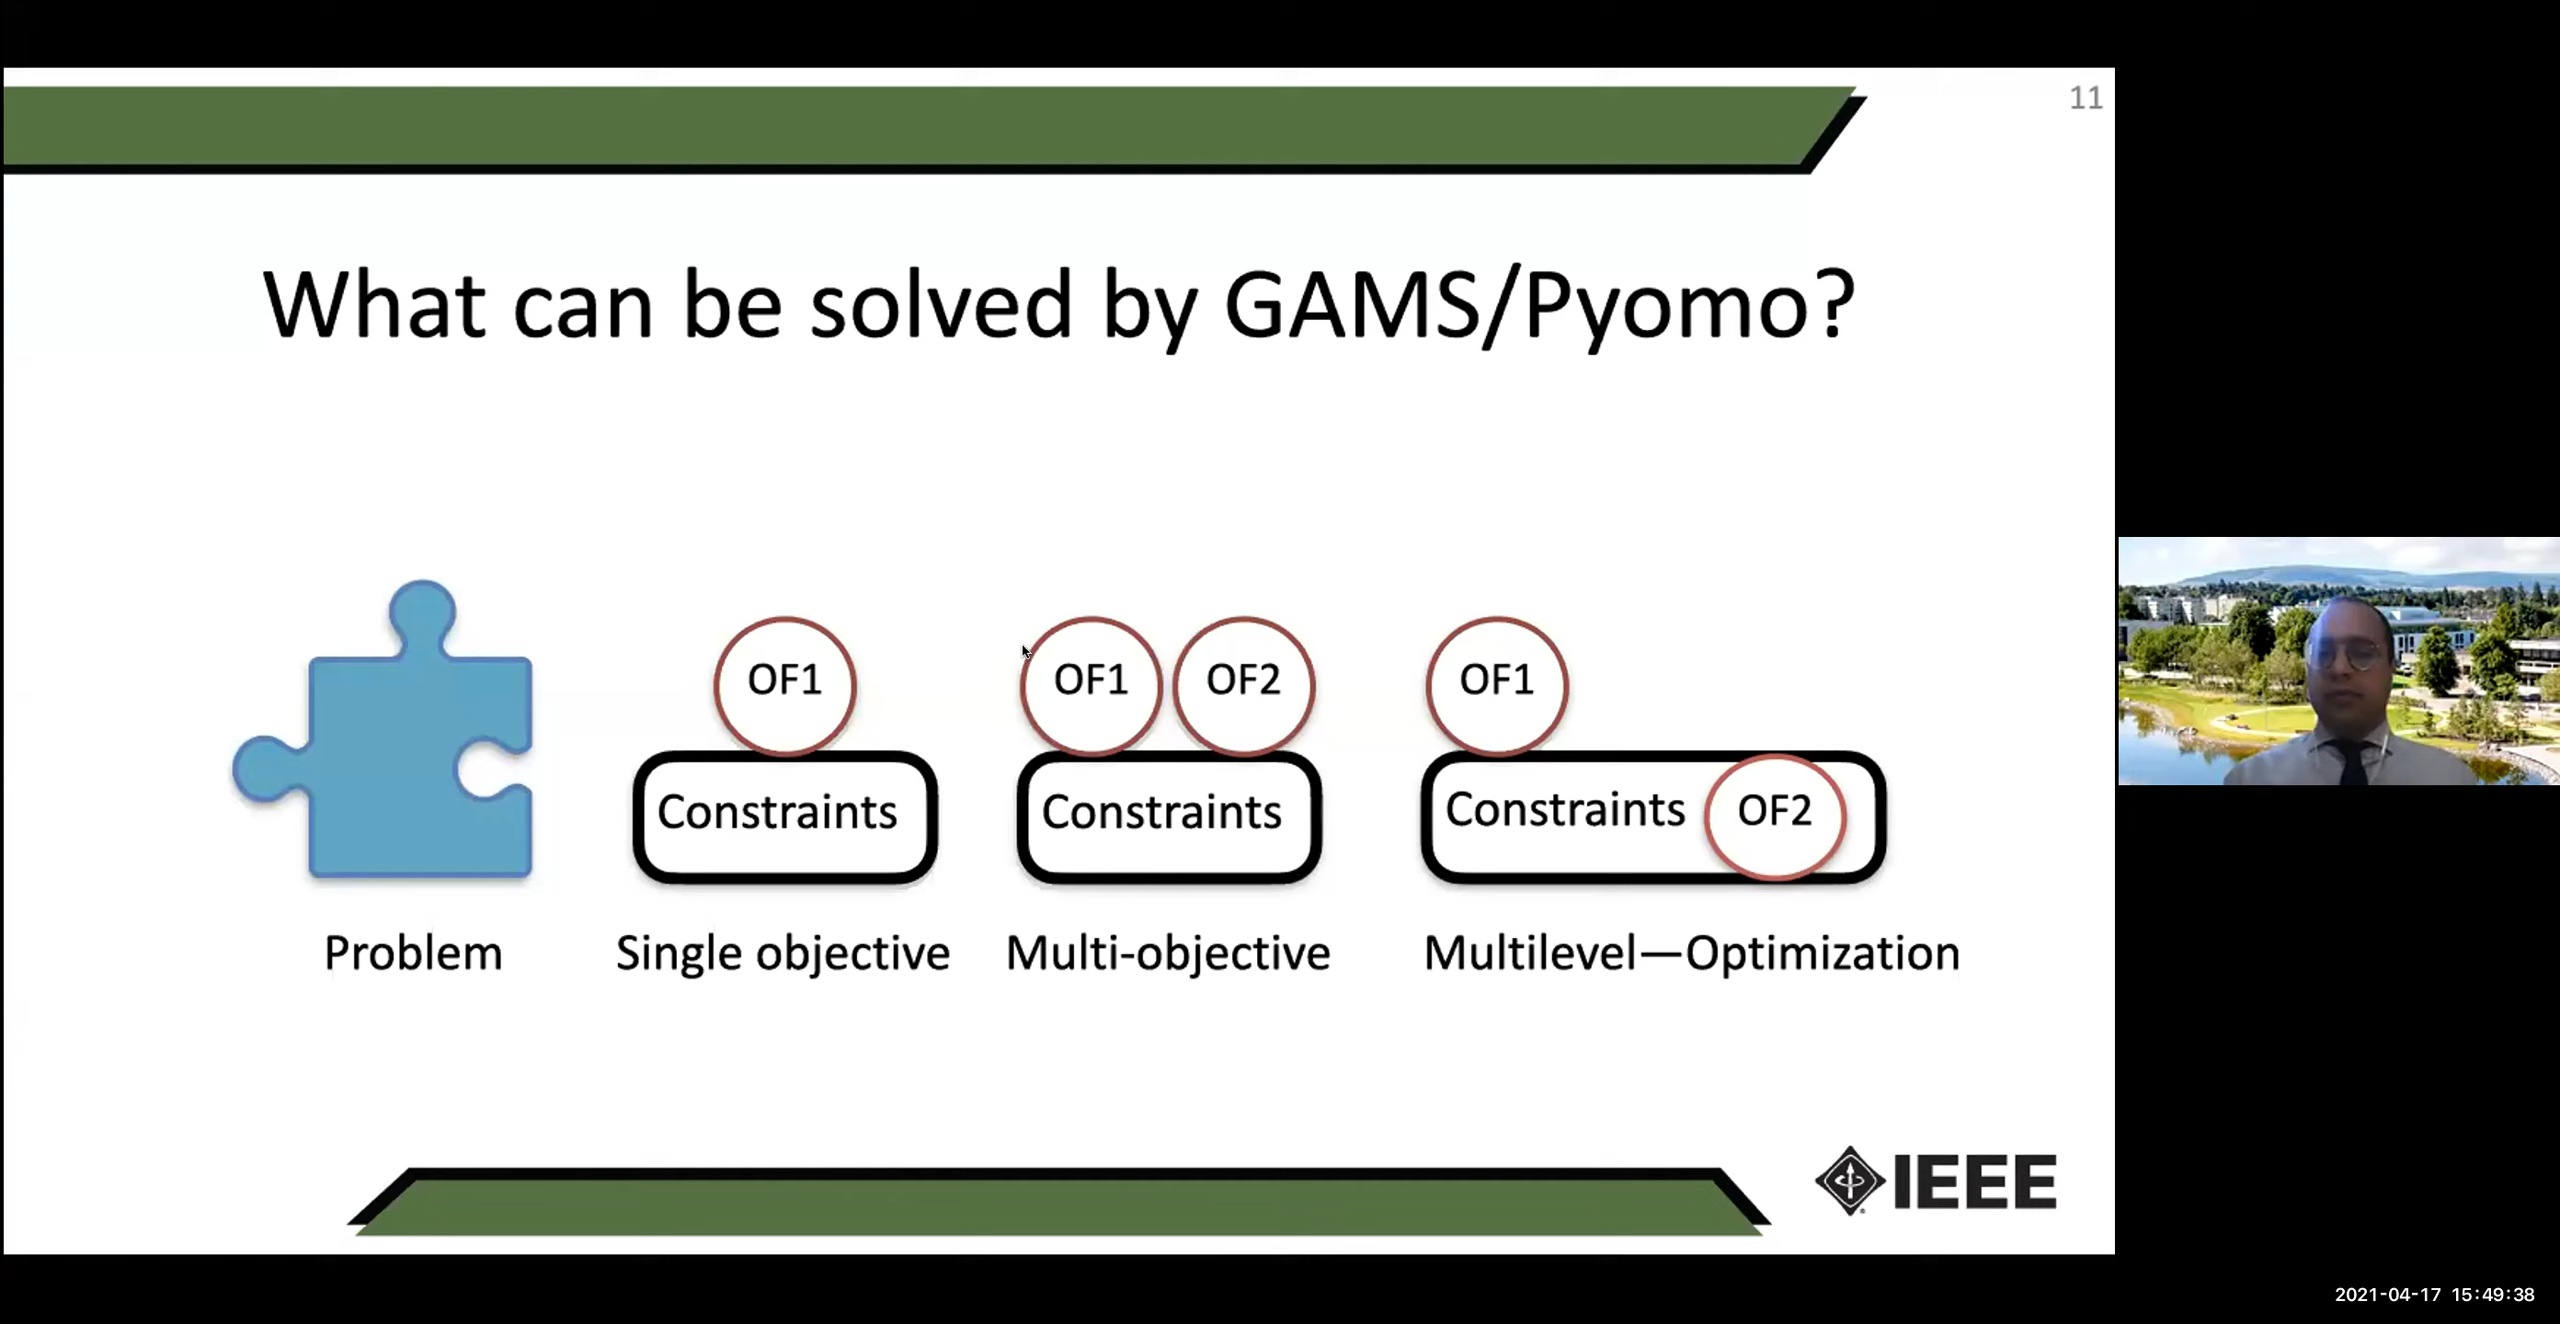 11
What can be solved by GAMS/Pyomo?
OF1
OF1 OF2
OF1
Constraints
Constraints
Constraints OF2
Problem
Single objective
Multi-objective
Multilevel—Optimization
IEEE
2021-04-17 15:49:38